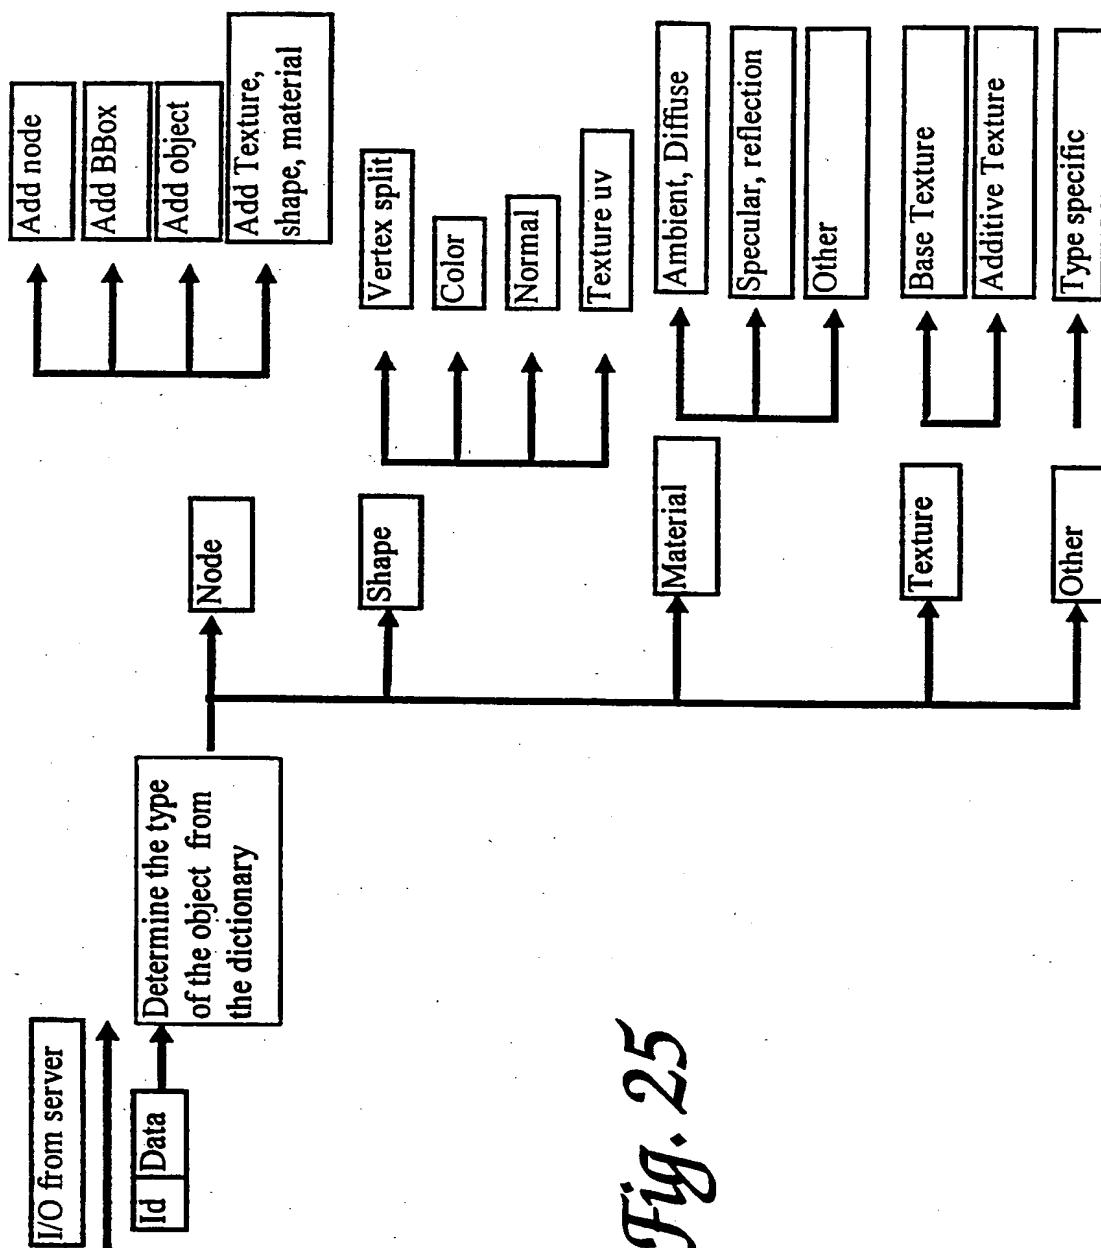 I/O from server
Id
Data
Determine the type
of the object from
the dictionary
Node
Add node
Add BBox
Add object
Add Texture,
shape, material
Shape
Vertex split
Color
Normal
Texture uv
Material
Ambient, Diffuse
Specular, reflection
Other
Texture
Base Texture
Additive Texture
Other
Type specific
Fig. 25